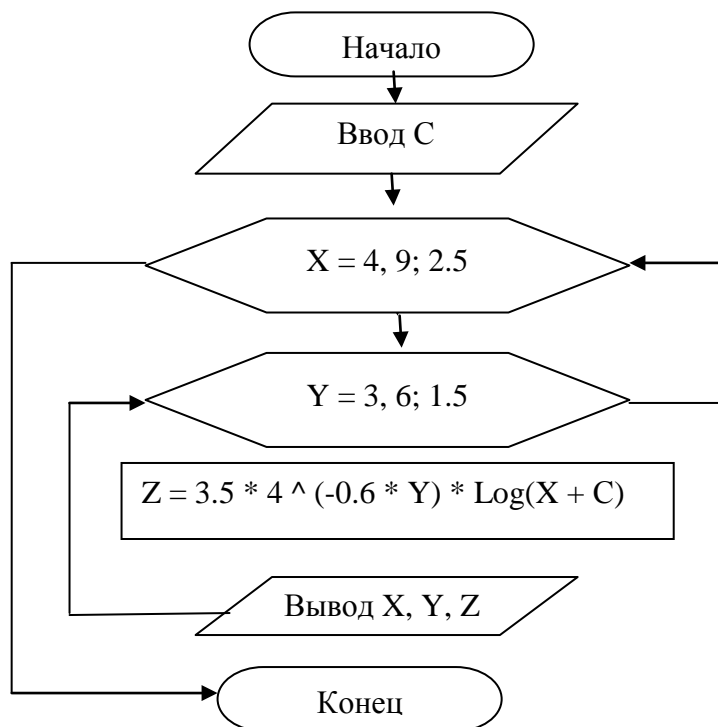 Начало
Ввод C
X = 4, 9; 2.5
Y = 3, 6; 1.5
Z = 3.5 * 4 ^ (-0.6 * Y) * Log(X + C)
Вывод X, Y, Z
Конец